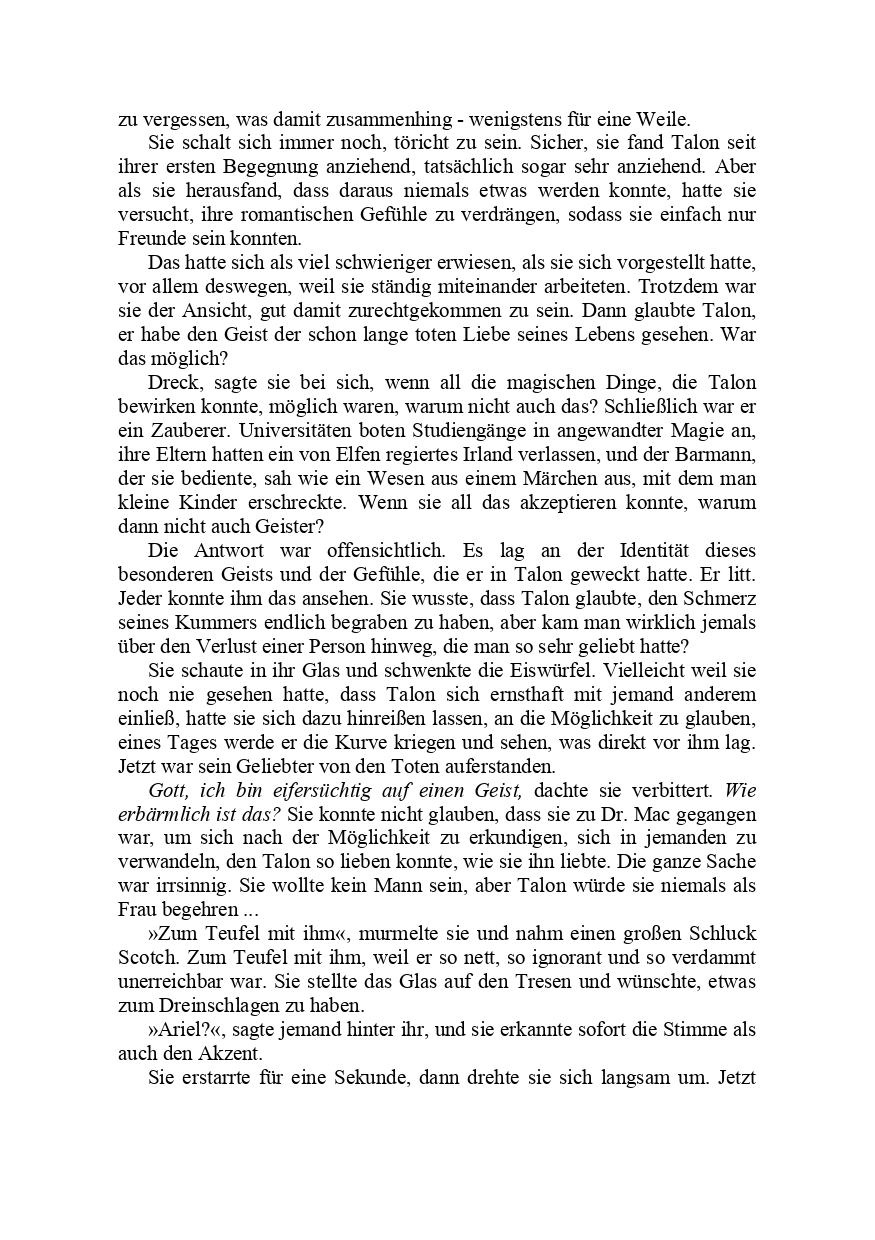 zu vergessen, was damit zusammenhing - wenigstens für eine Weile.
Sie schalt sich immer noch, töricht zu sein. Sicher, sie fand Talon seit
ihrer ersten Begegnung anziehend, tatsächlich sogar sehr anziehend. Aber
als sie herausfand, dass daraus niemals etwas werden konnte, hatte sie
versucht, ihre romantischen Gefühle zu verdrängen, sodass sie einfach nur
Freunde sein konnten.
Das hatte sich als viel schwieriger erwiesen, als sie sich vorgestellt hatte,
vor allem deswegen, weil sie ständig miteinander arbeiteten. Trotzdem war
sie der Ansicht, gut damit zurechtgekommen zu sein. Dann glaubte Talon,
er habe den Geist der schon lange toten Liebe seines Lebens gesehen. War
das möglich?
Dreck, sagte sie bei sich, wenn all die magischen Dinge, die Talon
bewirken konnte, möglich waren, warum nicht auch das? Schließlich war er
ein Zauberer. Universitäten boten Studiengänge in angewandter Magie an,
ihre Eltern hatten ein von Elfen regiertes Irland verlassen, und der Barmann,
der sie bediente, sah wie ein Wesen aus einem Märchen aus, mit dem man
kleine Kinder erschreckte. Wenn sie all das akzeptieren konnte, warum
dann nicht auch Geister?
Die Antwort war offensichtlich. Es lag an der Identität dieses
besonderen Geists und der Gefühle, die er in Talon geweckt hatte. Er litt.
Jeder konnte ihm das ansehen. Sie wusste, dass Talon glaubte, den Schmerz
seines Kummers endlich begraben zu haben, aber kam man wirklich jemals
über den Verlust einer Person hinweg, die man so sehr geliebt hatte?
Sie schaute in ihr Glas und schwenkte die Eiswürfel. Vielleicht weil sie
noch nie gesehen hatte, dass Talon sich ernsthaft mit jemand anderem
einließ, hatte sie sich dazu hinreißen lassen, an die Möglichkeit zu glauben,
eines Tages werde er die Kurve kriegen und sehen, was direkt vor ihm lag.
Jetzt war sein Geliebter von den Toten auferstanden.
Gott, ich bin eifersüchtig auf einen Geist, dachte sie verbittert. Wie
erbärmlich ist das? Sie konnte nicht glauben, dass sie zu Dr. Mac gegangen
war, um sich nach der Möglichkeit zu erkundigen, sich in jemanden zu
verwandeln, den Talon so lieben konnte, wie sie ihn liebte. Die ganze Sache
war irrsinnig. Sie wollte kein Mann sein, aber Talon würde sie niemals als
Frau begehren ...
»Zum Teufel mit ihm«, murmelte sie und nahm einen großen Schluck
Scotch. Zum Teufel mit ihm, weil er so nett, so ignorant und so verdammt
unerreichbar war. Sie stellte das Glas auf den Tresen und wünschte, etwas
zum Dreinschlagen zu haben.
»Ariel?«, sagte jemand hinter ihr, und sie erkannte sofort die Stimme als
auch den Akzent.
Sie erstarrte für eine Sekunde, dann drehte sie sich langsam um. Jetzt